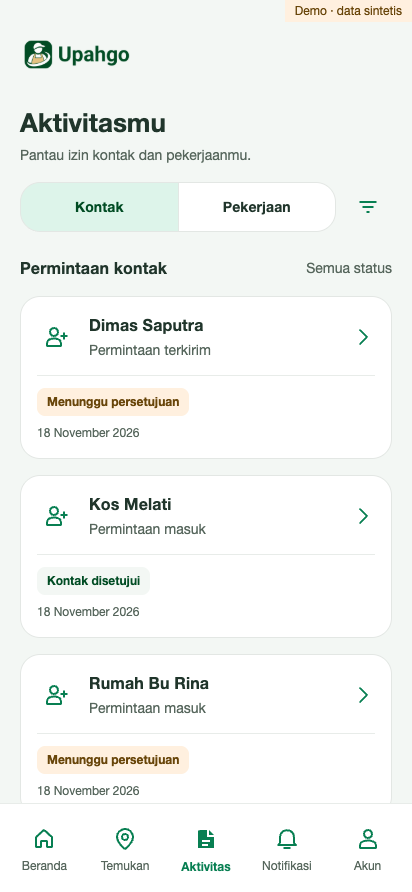 Demo · data sintetis
Upahgo
Aktivitasmu
Pantau izin kontak dan pekerjaanmu.
Kontak
Pekerjaan
Permintaan kontak
Semua status
Dimas Saputra
Permintaan terkirim
Menunggu persetujuan
18 November 2026
Kos Melati
Permintaan masuk
Kontak disetujui
18 November 2026
Rumah Bu Rina
Permintaan masuk
Menunggu persetujuan
18 November 2026
Beranda
Temukan
Aktivitas
Notifikasi
Akun